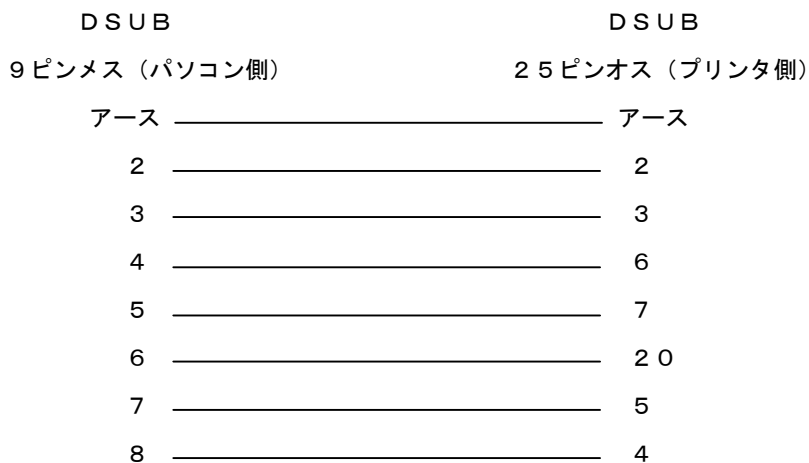 ＤＳＵＢ ＤＳＵＢ
９ピンメス（パソコン側） ２５ピンオス（プリンタ側）
アース アース
２ ２
３ ３
４ ６
５ ７
６ ２０
７ ５
８ ４